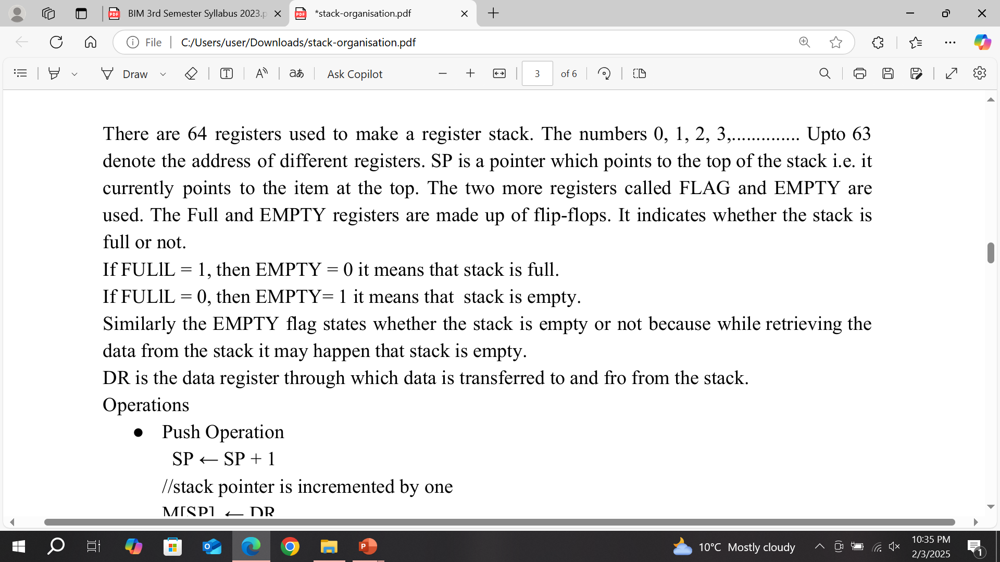 BIM 3rd Semester Syllabus 2023.p
*stack-organisation.pdf
File
C:/Users/user/Downloads/stack-organisation.pdf
Draw
Ask Copilot
3 of 6
There are 64 registers used to make a register stack. The numbers 0, 1, 2, 3,.............. Upto 63
denote the address of different registers. SP is a pointer which points to the top of the stack i.e. it
currently points to the item at the top. The two more registers called FLAG and EMPTY are
used. The Full and EMPTY registers are made up of flip-flops. It indicates whether the stack is
full or not.
If FULlL = 1, then EMPTY = 0 it means that stack is full.
If FULlL = 0, then EMPTY= 1 it means that  stack is empty.
Similarly the EMPTY flag states whether the stack is empty or not because while retrieving the
data from the stack it may happen that stack is empty.
DR is the data register through which data is transferred to and fro from the stack.
Operations
● Push Operation
SP ← SP + 1
//stack pointer is incremented by one
M[SP] ← DR
10°C Mostly cloudy
10:35 PM
2/3/2025
1